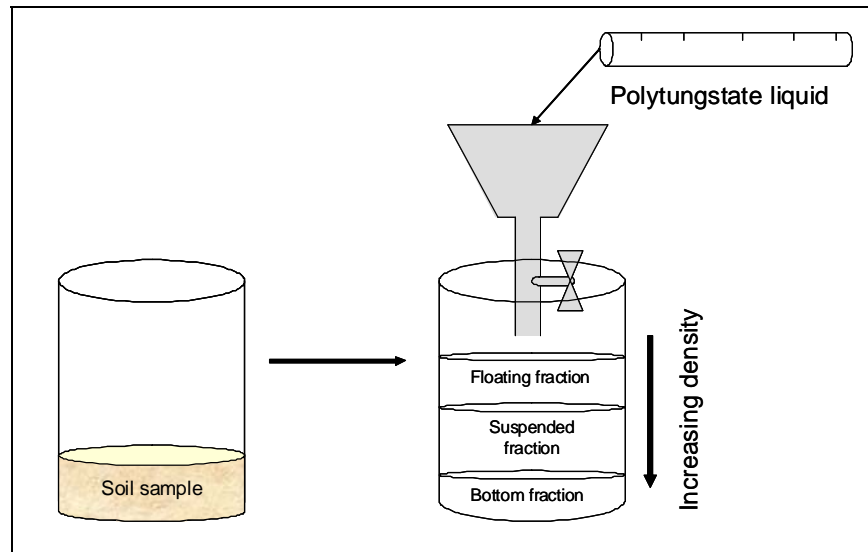 Polytungstate liquid
Floating fraction
Suspended
fraction
Bottom fraction
Increasing density
Soil sample